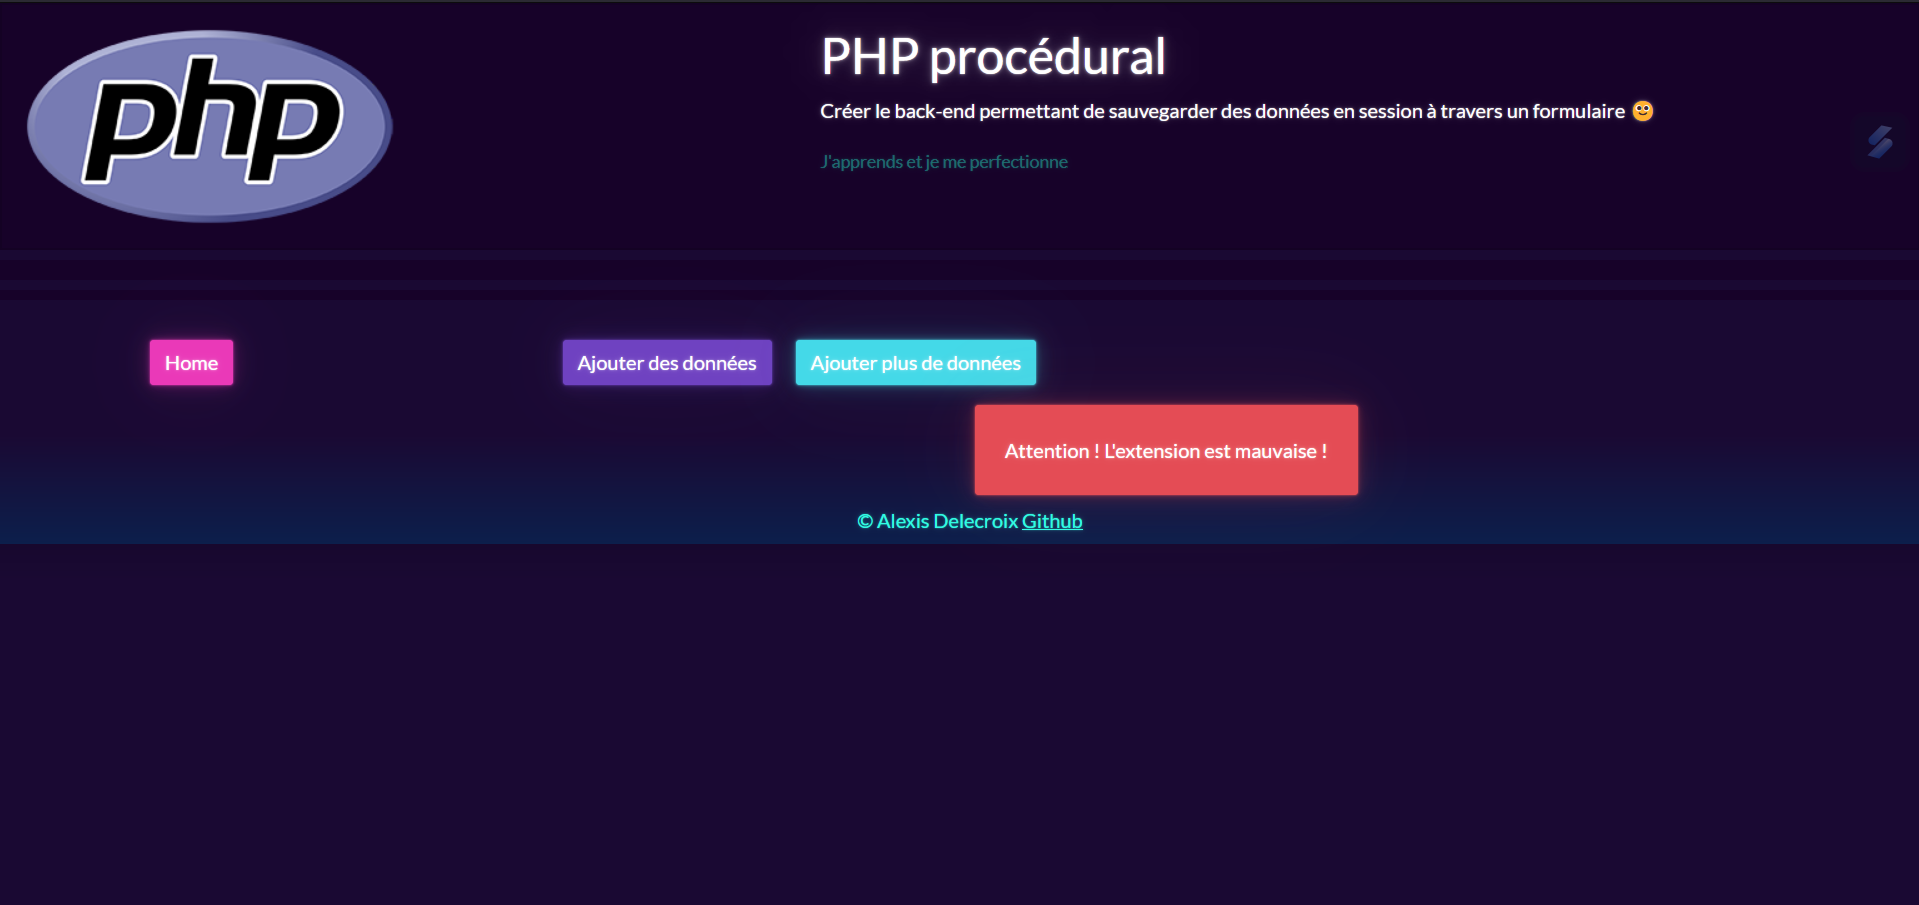 php
PHP procédural
Créer le back-end permettant de sauvegarder des données en session à travers un formulaire
J'apprends et je me perfectionne
Home
Ajouter des données
Ajouter plus de données
Attention ! L'extension est mauvaise !
© Alexis Delecroix Github